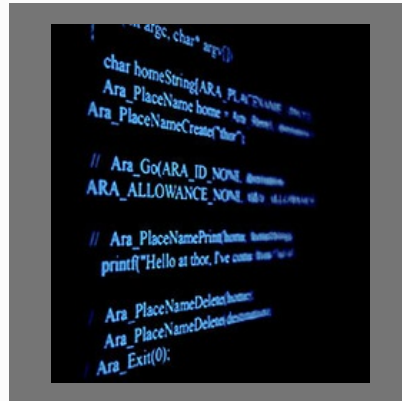 argc, char* argv[])
{
char homeString[ARA_PLACENAME
Ara_PlaceName home =
Ara_PlaceNameCreate("thor");
// Ara_Go(ARA_ID_NONE,
ARA_ALLOWANCE_NONE,
// Ara_PlaceNamePrint(home,
printf("Hello at thor, I've come from
/ Ara_PlaceNameDelete(home);
Ara_PlaceNameDelete(destination);
/ Ara_Exit(0);